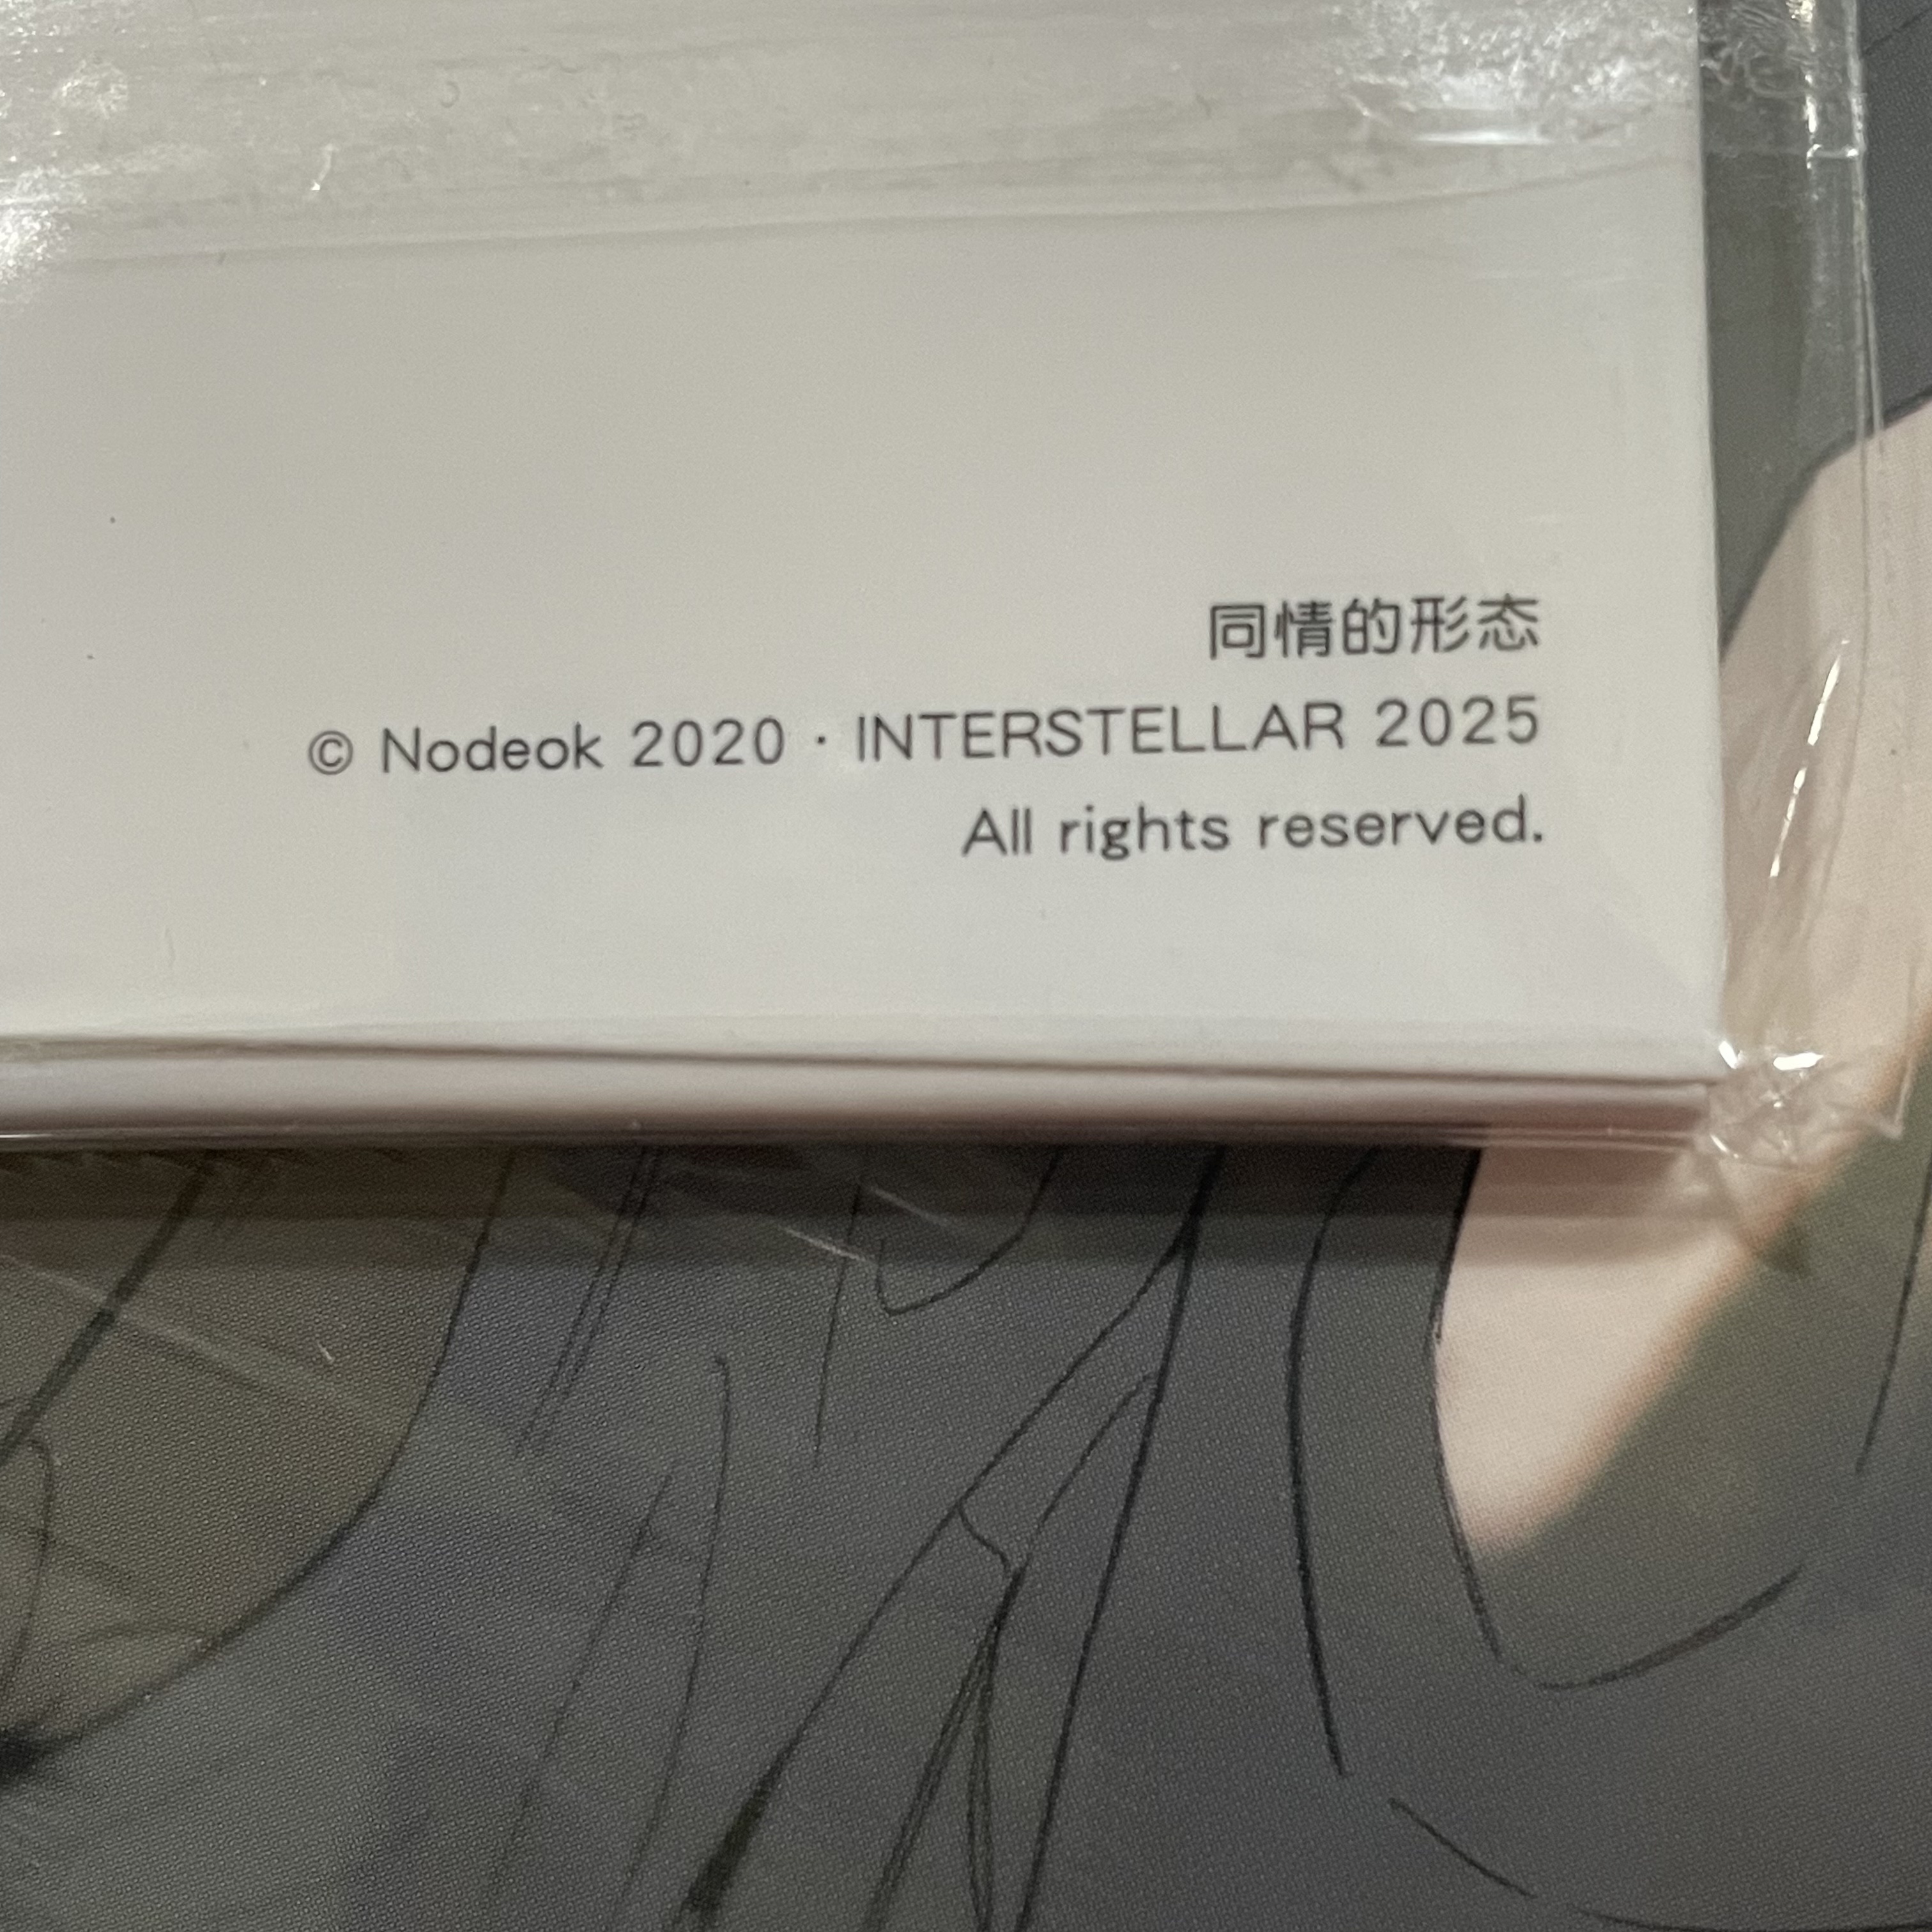 同情的形态
© Nodeok 2020 · INTERSTELLAR 2025
All rights reserved.